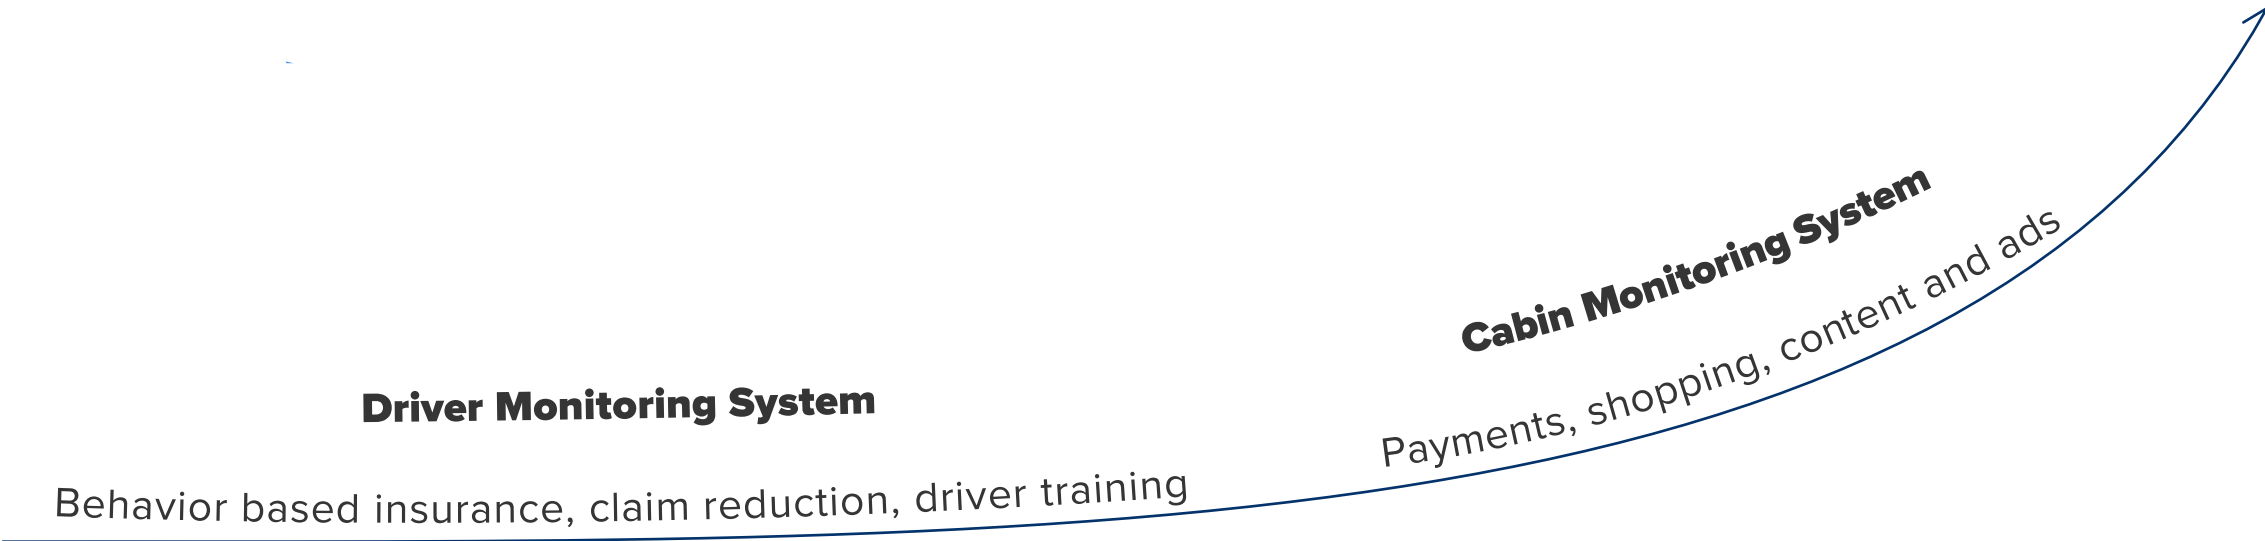 Driver Monitoring System
Behavior based insurance, claim reduction, driver training
Cabin Monitoring System
Payments, shopping, content and ads